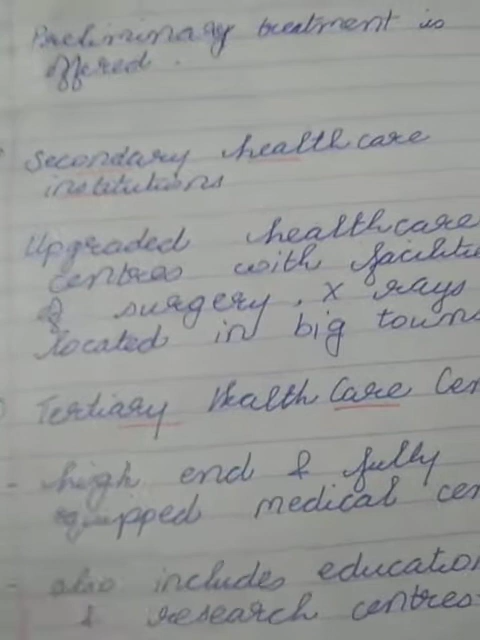 Preliminary treatment is
offered.
Secondary healthcare
institutions
Upgraded healthcare
centres with faciliti
of surgery, x rays
located in big towns
Tertiary Health Care Cen
- high end & fully
equipped medical cen
- also includes education
& research centres